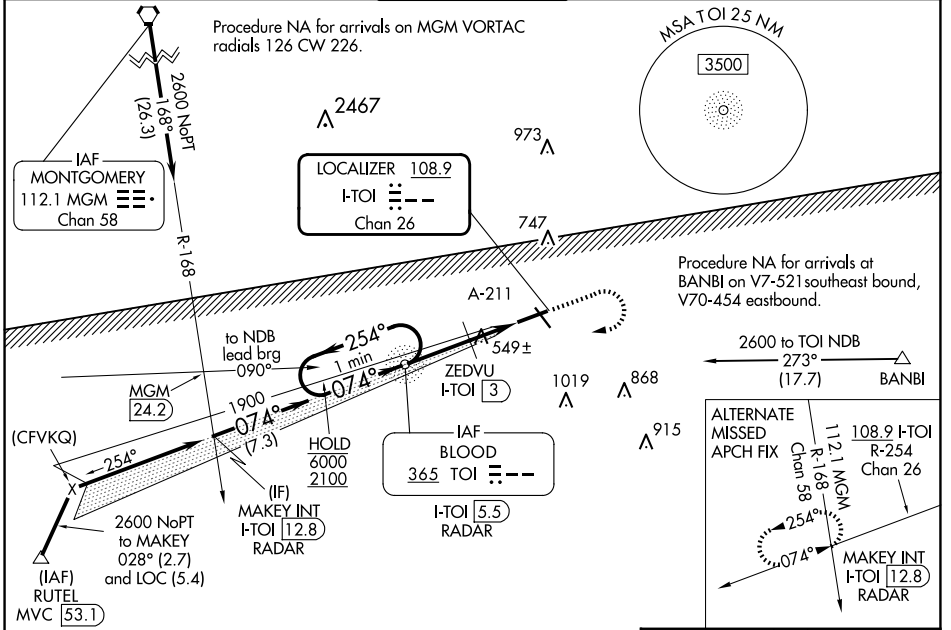 Procedure NA for arrivals on MGM VORTAC
radials 126 CW 226.
MSA TOI 25 NM
3500
2600 NoPT
168°
(26.3)
2467
973
IAF
MONTGOMERY
112.1 MGM
Chan 58
LOCALIZER 108.9
I-TOI
Chan 26
R-168
747
A-211
Procedure NA for arrivals at
BANBI on V7-521 southeast bound,
V70-454 eastbound.
to NDB
lead brg
090°
254°
1 min
074°
549±
ZEDVU
I-TOI 3
2600 to TOI NDB
273°
(17.7)
BANBI
MGM
24.2
1900
074°
(7.3)
1019
868
915
(CFVKQ)
254°
HOLD
6000
2100
IAF
BLOOD
365 TOI
I-TOI 5.5
RADAR
(IF)
MAKEY INT
I-TOI 12.8
RADAR
2600 NoPT
to MAKEY
028° (2.7)
and LOC (5.4)
(IAF)
RUTEL
MVC 53.1
ALTERNATE
MISSED
APCH FIX
112.1 MGM
R-168
Chan 58
108.9 I-TOI
R-254
Chan 26
254°
074°
MAKEY INT
I-TOI 12.8
RADAR